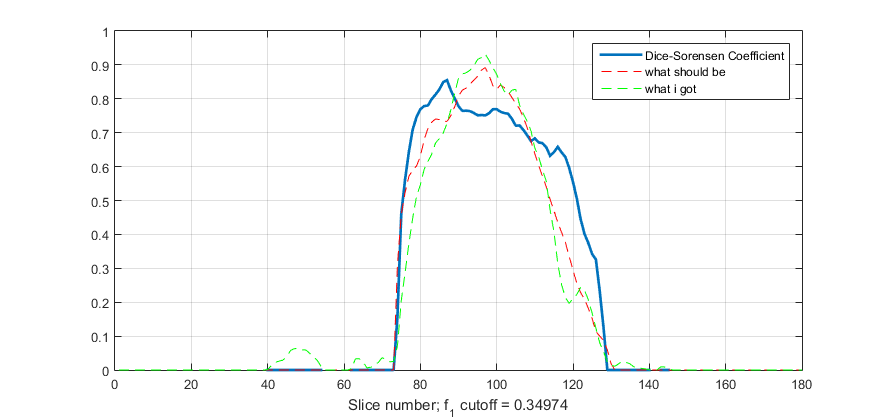 1
0.9
0.8
0.7
0.6
0.5
0.4
0.3
0.2
0.1
0
0 20 40 60 80 100 120 140 160 180
Slice number; f1 cutoff = 0.34974
Dice-Sorensen Coefficient
what should be
what i got